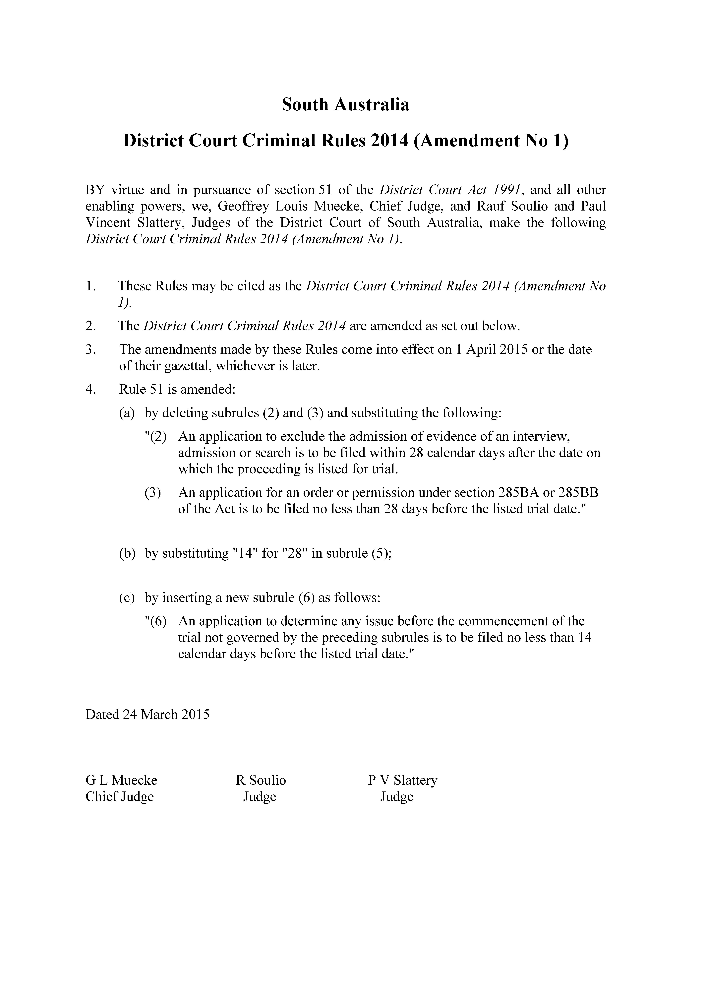 South Australia
District Court Criminal Rules 2014 (Amendment No 1)
BY virtue and in pursuance of section 51 of the District Court Act 1991, and all other
enabling powers, we, Geoffrey Louis Muecke, Chief Judge, and Rauf Soulio and Paul
Vincent Slattery, Judges of the District Court of South Australia, make the following
District Court Criminal Rules 2014 (Amendment No 1).
1. These Rules may be cited as the District Court Criminal Rules 2014 (Amendment No
1).
2. The District Court Criminal Rules 2014 are amended as set out below.
3. The amendments made by these Rules come into effect on 1 April 2015 or the date
of their gazettal, whichever is later.
4. Rule 51 is amended:
(a) by deleting subrules (2) and (3) and substituting the following:
"(2) An application to exclude the admission of evidence of an interview,
admission or search is to be filed within 28 calendar days after the date on
which the proceeding is listed for trial.
(3) An application for an order or permission under section 285BA or 285BB
of the Act is to be filed no less than 28 days before the listed trial date."
(b) by substituting "14" for "28" in subrule (5);
(c) by inserting a new subrule (6) as follows:
"(6) An application to determine any issue before the commencement of the
trial not governed by the preceding subrules is to be filed no less than 14
calendar days before the listed trial date."
Dated 24 March 2015
G L Muecke R Soulio P V Slattery
Chief Judge Judge Judge